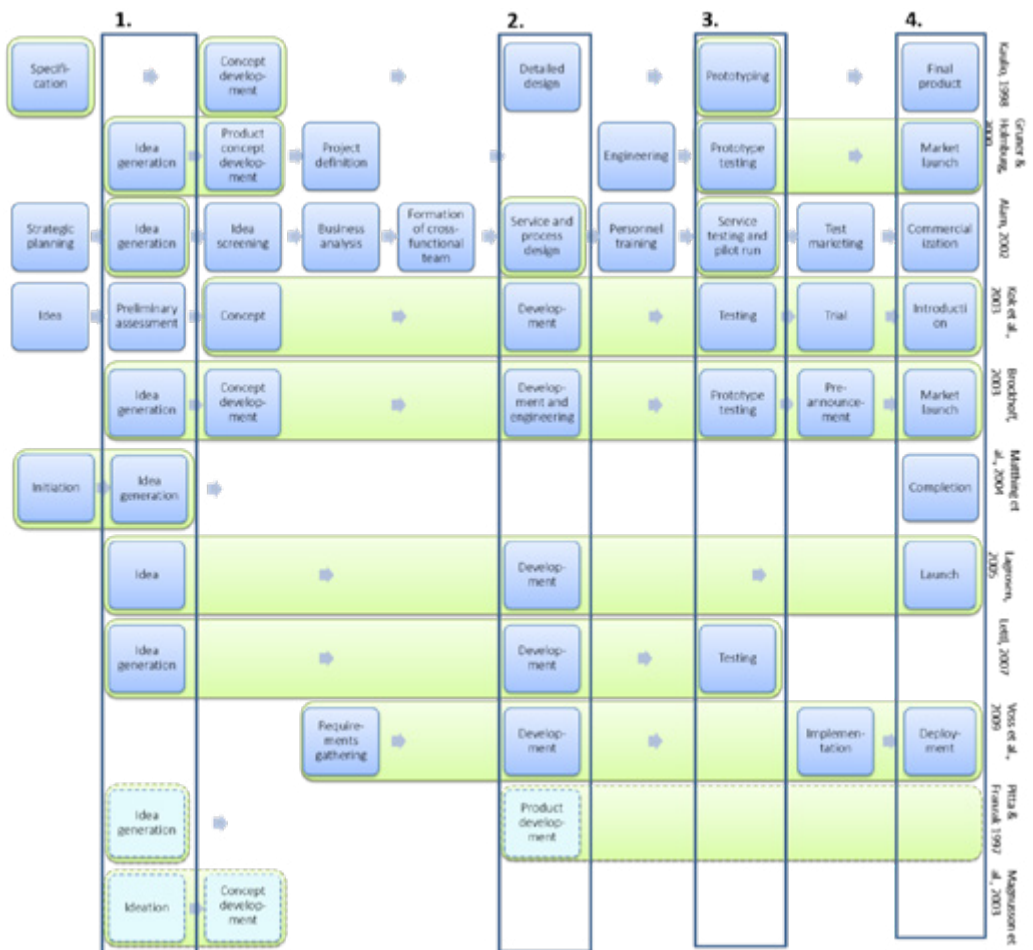 1. 2. 3. 4.
Specifi-
cation
Concept
develop-
ment
Detailed
design
Prototyping
Final
product
Kaulio, 1998
Idea
generation
Product
concept
develop-
ment
Project
definition
Engineering
Prototype
testing
Market
launch
Gruner &
Homburg,
2000
Strategic
planning
Idea
generation
Idea
screening
Business
analysis
Formation
of cross-
functional
team
Service and
process
design
Personnel
training
Service
testing and
pilot run
Test
marketing
Commercial
ization
Alam, 2002
Idea
Preliminary
assessment
Concept
Develop-
ment
Testing
Trial
Introducti
on
Kok et al.,
2003
Idea
generation
Concept
develop-
ment
Develop-
ment and
engineering
Prototype
testing
Pre-
announce-
ment
Market
launch
Brockhoff,
2003
Initiation
Idea
generation
Completion
Matthing et
al., 2004
Idea
Develop-
ment
Launch
Lagrosen,
2005
Idea
generation
Develop-
ment
Testing
Lettl, 2007
Require-
ments
gathering
Develop-
ment
Implemen-
tation
Deploy-
ment
Voss et al.,
2009
Idea
generation
Product
develop-
ment
Pitta &
Franzak 1997
Ideation
Concept
develop-
ment
Magnusson et
al., 2003